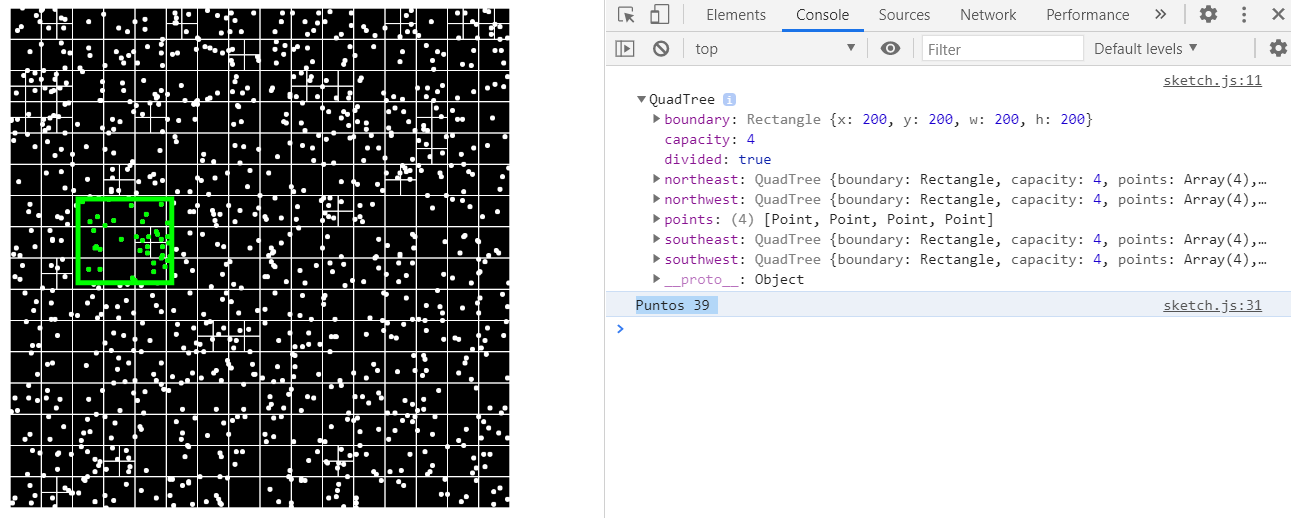 Elements Console Sources Network Performance
top Filter Default levels
sketch.js:11
QuadTree i
boundary: Rectangle {x: 200, y: 200, w: 200, h: 200}
capacity: 4
divided: true
northeast: QuadTree {boundary: Rectangle, capacity: 4, points: Array(4),…
northwest: QuadTree {boundary: Rectangle, capacity: 4, points: Array(4),…
points: (4) [Point, Point, Point, Point]
southeast: QuadTree {boundary: Rectangle, capacity: 4, points: Array(4),…
southwest: QuadTree {boundary: Rectangle, capacity: 4, points: Array(4),…
__proto__: Object
Puntos 39 sketch.js:31